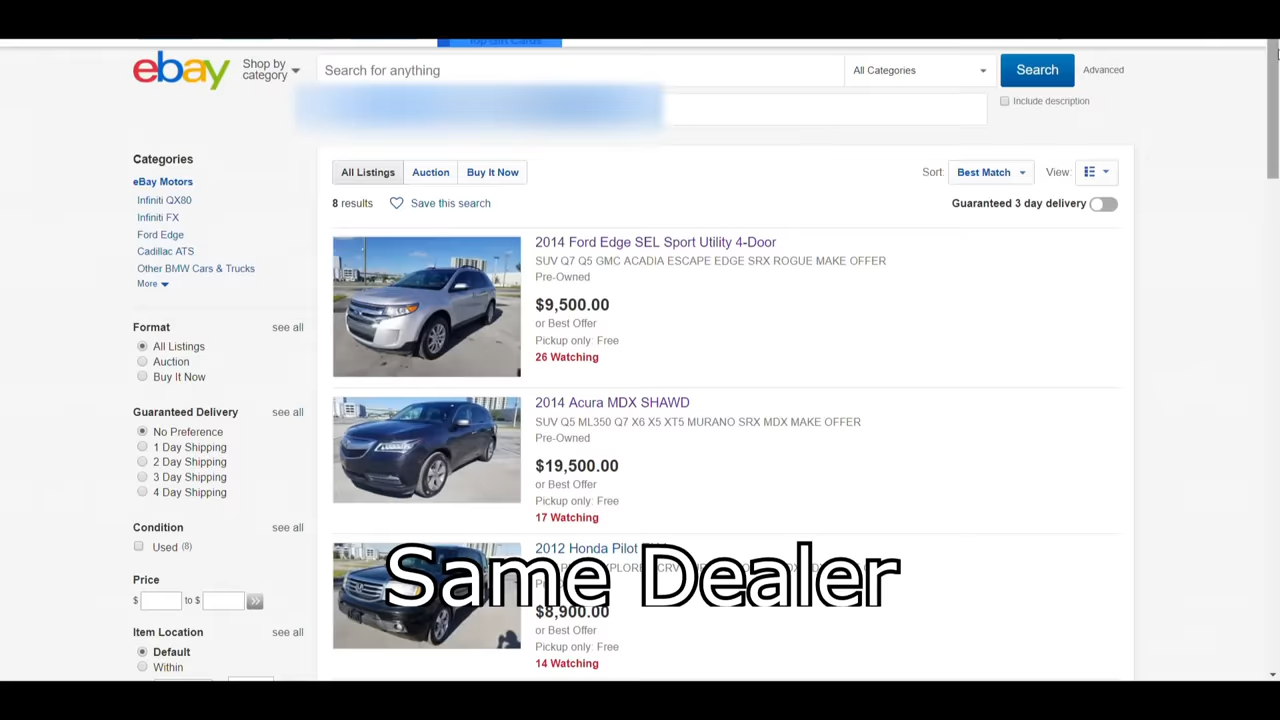 Top Gift Cards
ebay
Shop by
category
Search for anything
All Categories
Search
Advanced
Include description
Categories
eBay Motors
Infiniti QX80
Infiniti FX
Ford Edge
Cadillac ATS
Other BMW Cars & Trucks
More
Format
see all
All Listings
Auction
Buy It Now
Guaranteed Delivery
see all
No Preference
1 Day Shipping
2 Day Shipping
3 Day Shipping
4 Day Shipping
Condition
see all
Used (8)
Price
$ to $
Item Location
see all
Default
Within
All Listings
Auction
Buy It Now
Sort:
Best Match
View:
8 results
Save this search
Guaranteed 3 day delivery
2014 Ford Edge SEL Sport Utility 4-Door
SUV Q7 Q5 GMC ACADIA ESCAPE EDGE SRX ROGUE MAKE OFFER
Pre-Owned
$9,500.00
or Best Offer
Pickup only: Free
26 Watching
2014 Acura MDX SHAWD
SUV Q5 ML350 Q7 X6 X5 XT5 MURANO SRX MDX MAKE OFFER
Pre-Owned
$19,500.00
or Best Offer
Pickup only: Free
17 Watching
2012 Honda Pilot
Same Dealer
$8,900.00
or Best Offer
Pickup only: Free
14 Watching